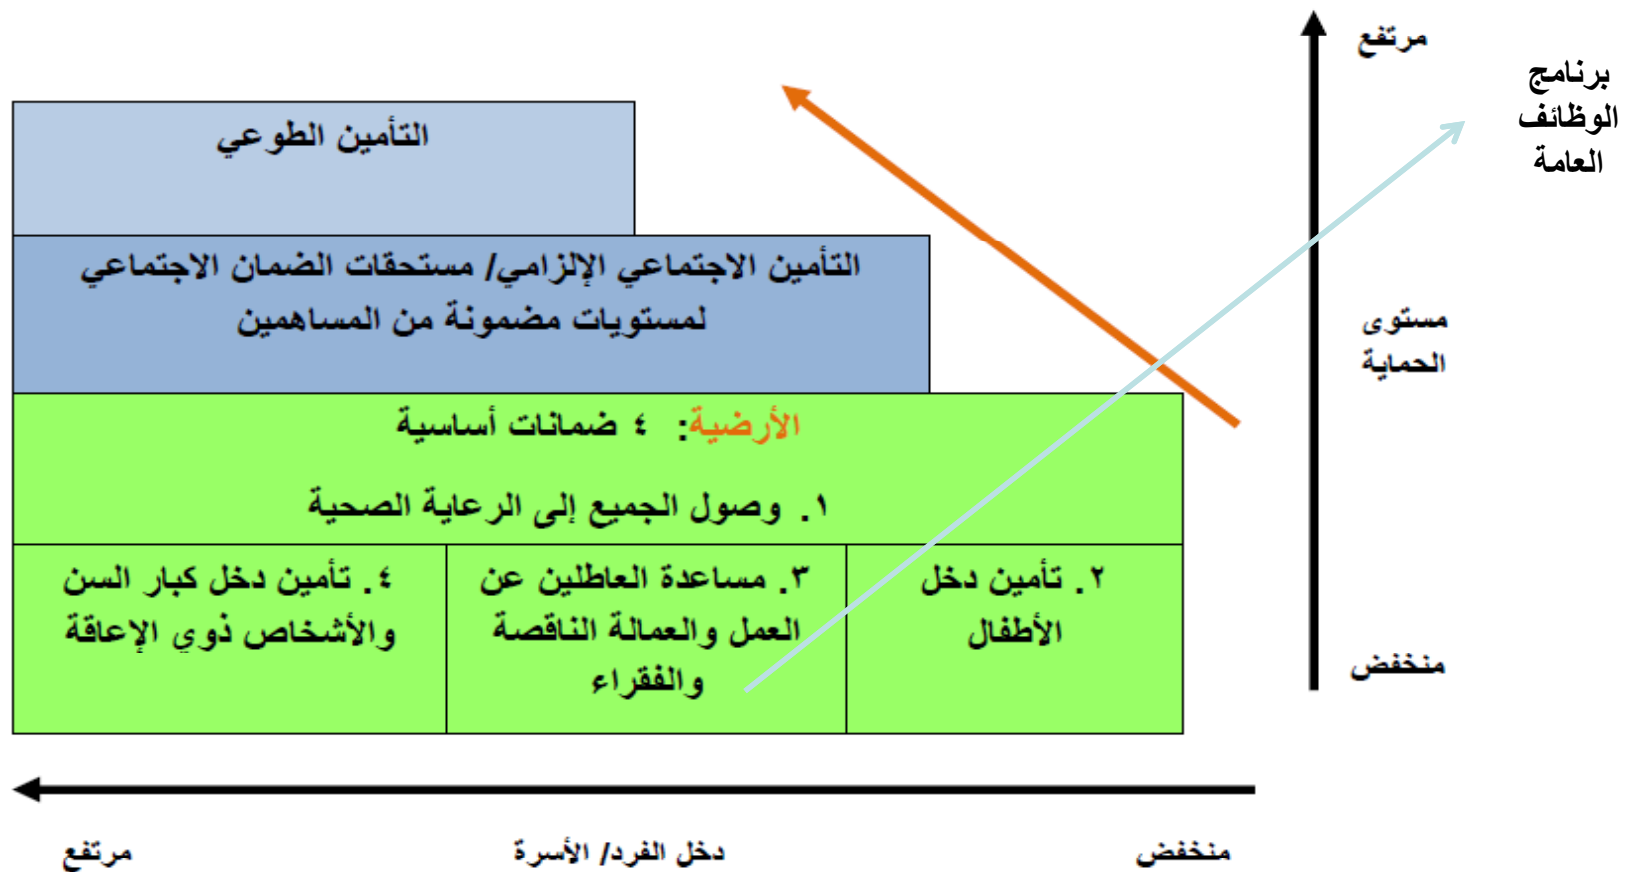 مرتفع
برنامج
الوظائف
العامة
التأمين الطوعي
التأمين الاجتماعي الإلزامي/ مستحقات الضمان الاجتماعي
لمستويات مضمونة من المساهمين
مستوى
الحماية
الأرضية: ٤ ضمانات أساسية
١. وصول الجميع إلى الرعاية الصحية
٢. تأمين دخل
الأطفال
٣. مساعدة العاطلين عن
العمل والعمالة الناقصة
والفقراء
٤. تأمين دخل كبار السن
والأشخاص ذوي الإعاقة
منخفض
منخفض
دخل الفرد/ الأسرة
مرتفع